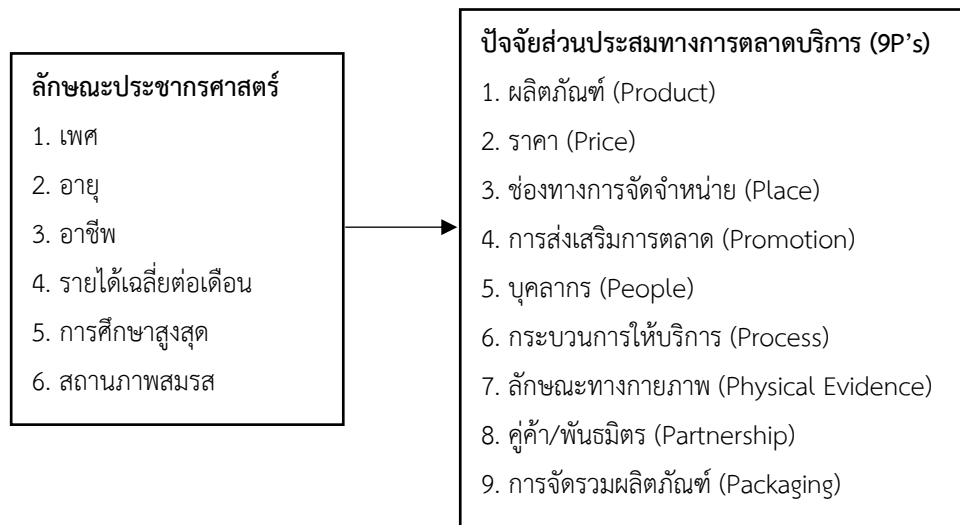 ลักษณะประชากรศาสตร์
1. เพศ
2. อายุ
3. อาชีพ
4. รายได้เฉลี่ยต่อเดือน
5. การศึกษาสูงสุด
6. สถานภาพสมรส
ปัจจัยส่วนประสมทางการตลาดบริการ (9P’s)
1. ผลิตภัณฑ์ (Product)
2. ราคา (Price)
3. ช่องทางการจัดจำหน่าย (Place)
4. การส่งเสริมการตลาด (Promotion)
5. บุคลากร (People)
6. กระบวนการให้บริการ (Process)
7. ลักษณะทางกายภาพ (Physical Evidence)
8. คู่ค้า/พันธมิตร (Partnership)
9. การจัดรวมผลิตภัณฑ์ (Packaging)